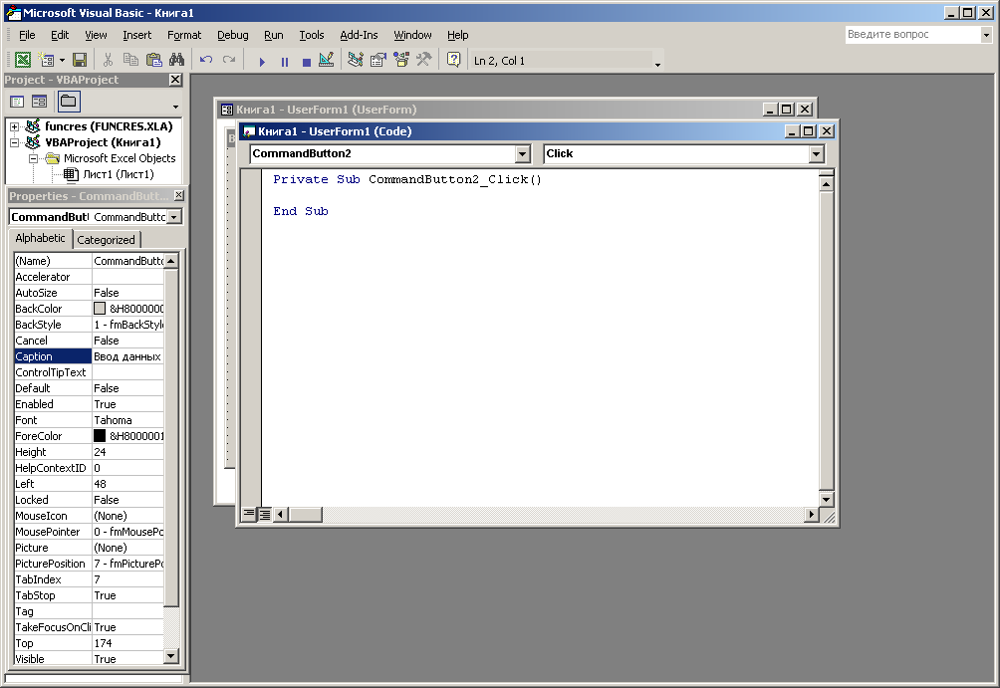 Microsoft Visual Basic - Книга1
File Edit View Insert Format Debug Run Tools Add-Ins Window Help
Введите вопрос
Ln 2, Col 1
Project - VBAProject
funcres (FUNCRES.XLA)
VBAProject (Книга1)
Microsoft Excel Objects
Лист1 (Лист1)
Properties - CommandButt...
CommandBut CommandButtc
Alphabetic Categorized
(Name) CommandButt
Accelerator
AutoSize False
BackColor &H8000000
BackStyle 1 - fmBackStyl
Cancel False
Caption Ввод данных
ControlTipText
Default False
Enabled True
Font Tahoma
ForeColor &H8000001
Height 24
HelpContextID 0
Left 48
Locked False
MouseIcon (None)
MousePointer 0 - fmMousePo
Picture (None)
PicturePosition 7 - fmPicturePo
TabIndex 7
TabStop True
Tag
TakeFocusOnCli True
Top 174
Visible True
Книга1 - UserForm1 (UserForm)
Книга1 - UserForm1 (Code)
CommandButton2 Click
Private Sub CommandButton2_Click()
End Sub